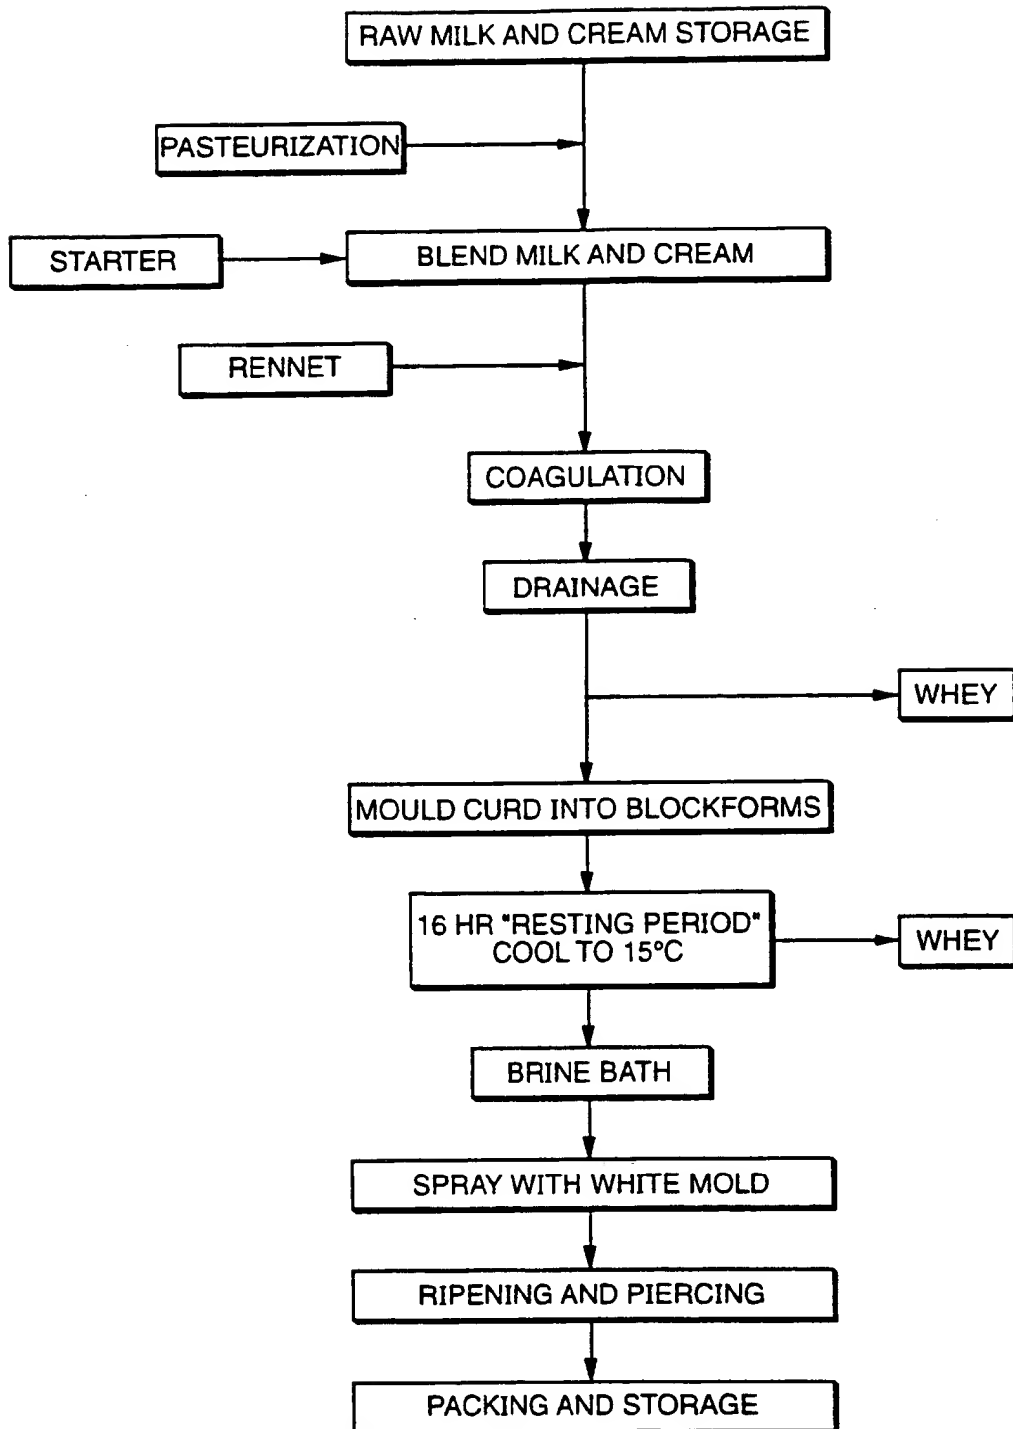 RAW MILK AND CREAM STORAGE
PASTEURIZATION
STARTER
BLEND MILK AND CREAM
RENNET
COAGULATION
DRAINAGE
WHEY
MOULD CURD INTO BLOCKFORMS
16 HR "RESTING PERIOD"
COOL TO 15°C
WHEY
BRINE BATH
SPRAY WITH WHITE MOLD
RIPENING AND PIERCING
PACKING AND STORAGE